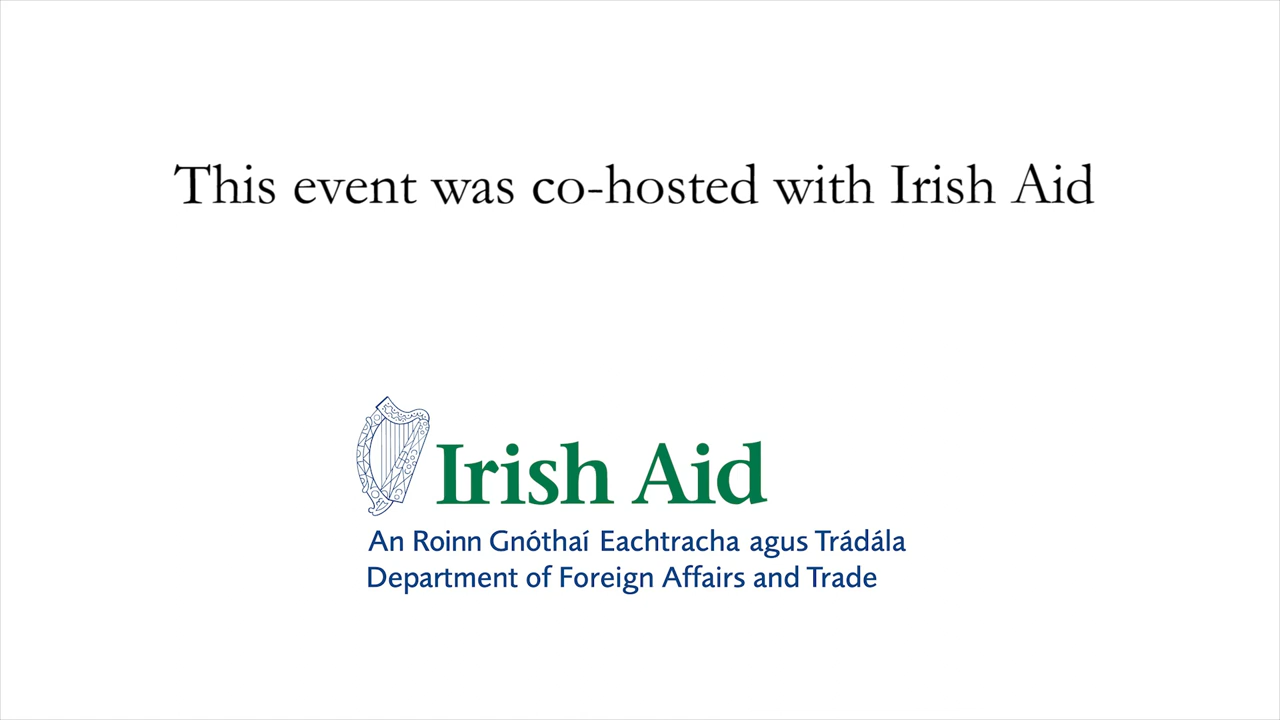 This event was co-hosted with Irish Aid
Irish Aid
An Roinn Gnóthaí Eachtracha agus Trádála
Department of Foreign Affairs and Trade